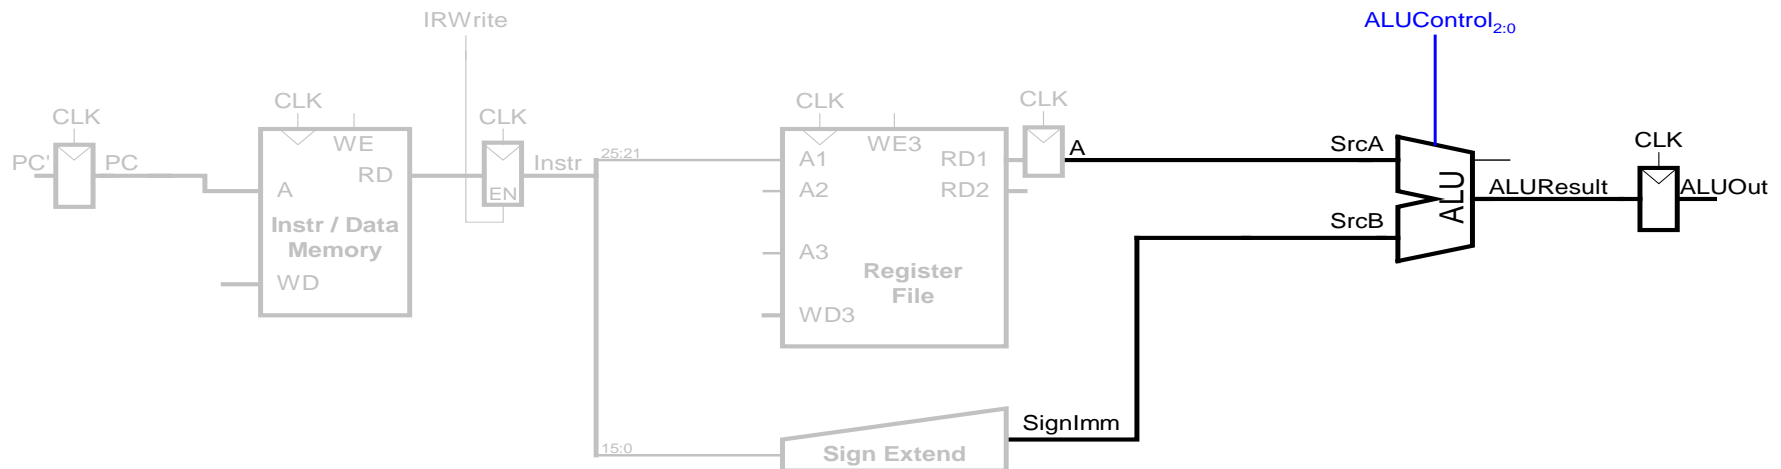 IRWrite
ALUControl2:0
CLK
CLK
CLK
CLK
CLK
CLK
PC'
PC
WE
A
RD
Instr / Data
Memory
WD
EN
Instr
25:21
A1
WE3
RD1
A2
RD2
A3
Register
File
WD3
A
SrcA
SrcB
ALU
ALUResult
ALUOut
SignImm
15:0
Sign Extend